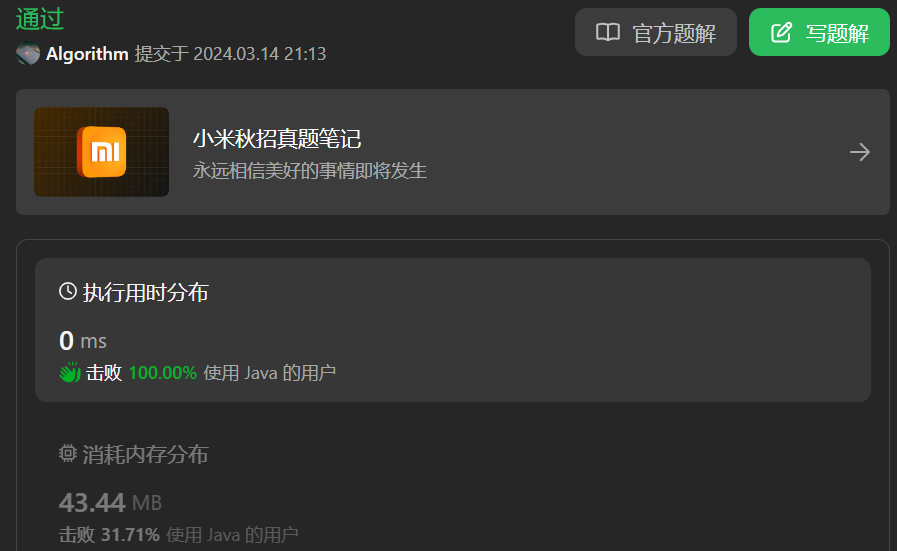 通过
Algorithm 提交于 2024.03.14 21:13
官方题解
写题解
小米秋招真题笔记
永远相信美好的事情即将发生
执行用时分布
0 ms
击败 100.00% 使用 Java 的用户
消耗内存分布
43.44 MB
击败 31.71% 使用 Java 的用户